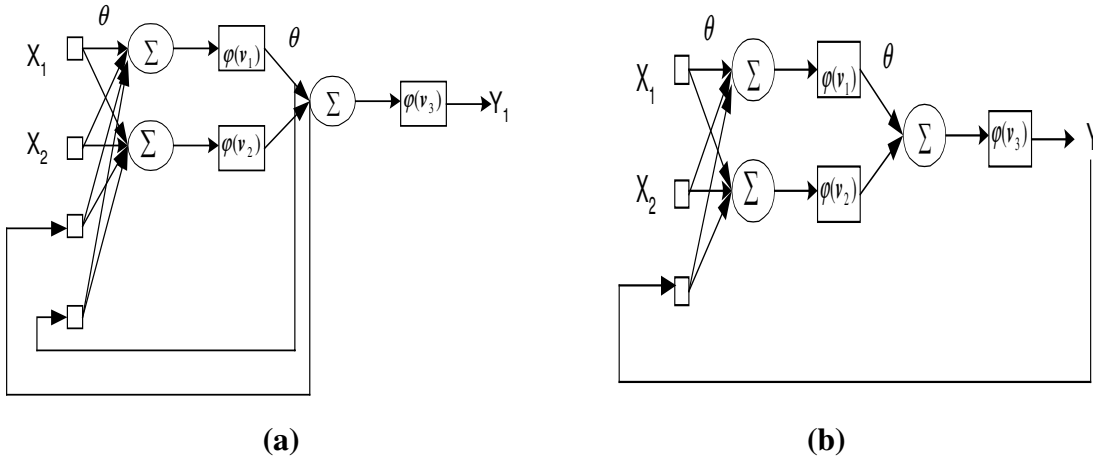 θ
X₁
Σ
φ(v₁)
θ
Σ
φ(v₃)
Y₁
X₂
Σ
φ(v₂)
(a)
θ
X₁
Σ
φ(v₁)
θ
Σ
φ(v₃)
Y
X₂
Σ
φ(v₂)
(b)